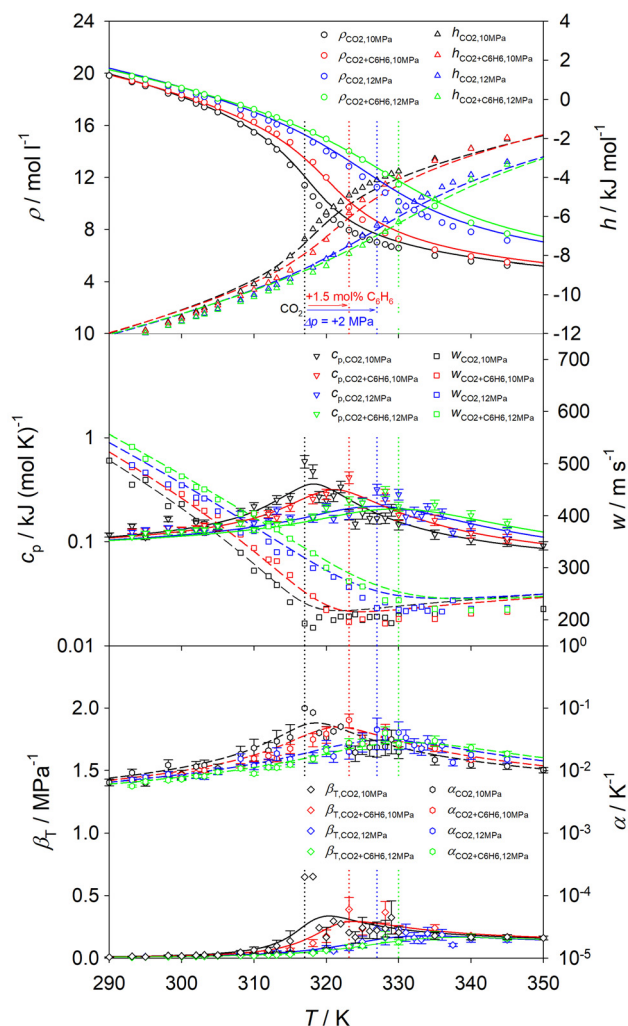 24
20
16
12
8
4
10
ρ / mol l⁻¹
4
2
0
-2
-4
-6
-8
-10
-12
h / kJ mol⁻¹
ρCO2,10MPa
ρCO2+C6H6,10MPa
ρCO2,12MPa
ρCO2+C6H6,12MPa
hCO2,10MPa
hCO2+C6H6,10MPa
hCO2,12MPa
hCO2+C6H6,12MPa
+1.5 mol% C6H6
CO2
Δp = +2 MPa
1
0.1
0.01
cp / kJ (mol K)⁻¹
700
600
500
400
300
200
w / m s⁻¹
cp,CO2,10MPa
cp,CO2+C6H6,10MPa
cp,CO2,12MPa
cp,CO2+C6H6,12MPa
wCO2,10MPa
wCO2+C6H6,10MPa
wCO2,12MPa
wCO2+C6H6,12MPa
2.0
1.5
1.0
0.5
0.0
βT / MPa⁻¹
10⁰
10⁻¹
10⁻²
10⁻³
10⁻⁴
10⁻⁵
α / K⁻¹
βT,CO2,10MPa
βT,CO2+C6H6,10MPa
βT,CO2,12MPa
βT,CO2+C6H6,12MPa
αCO2,10MPa
αCO2+C6H6,10MPa
αCO2,12MPa
αCO2+C6H6,12MPa
290
300
310
320
330
340
350
T / K